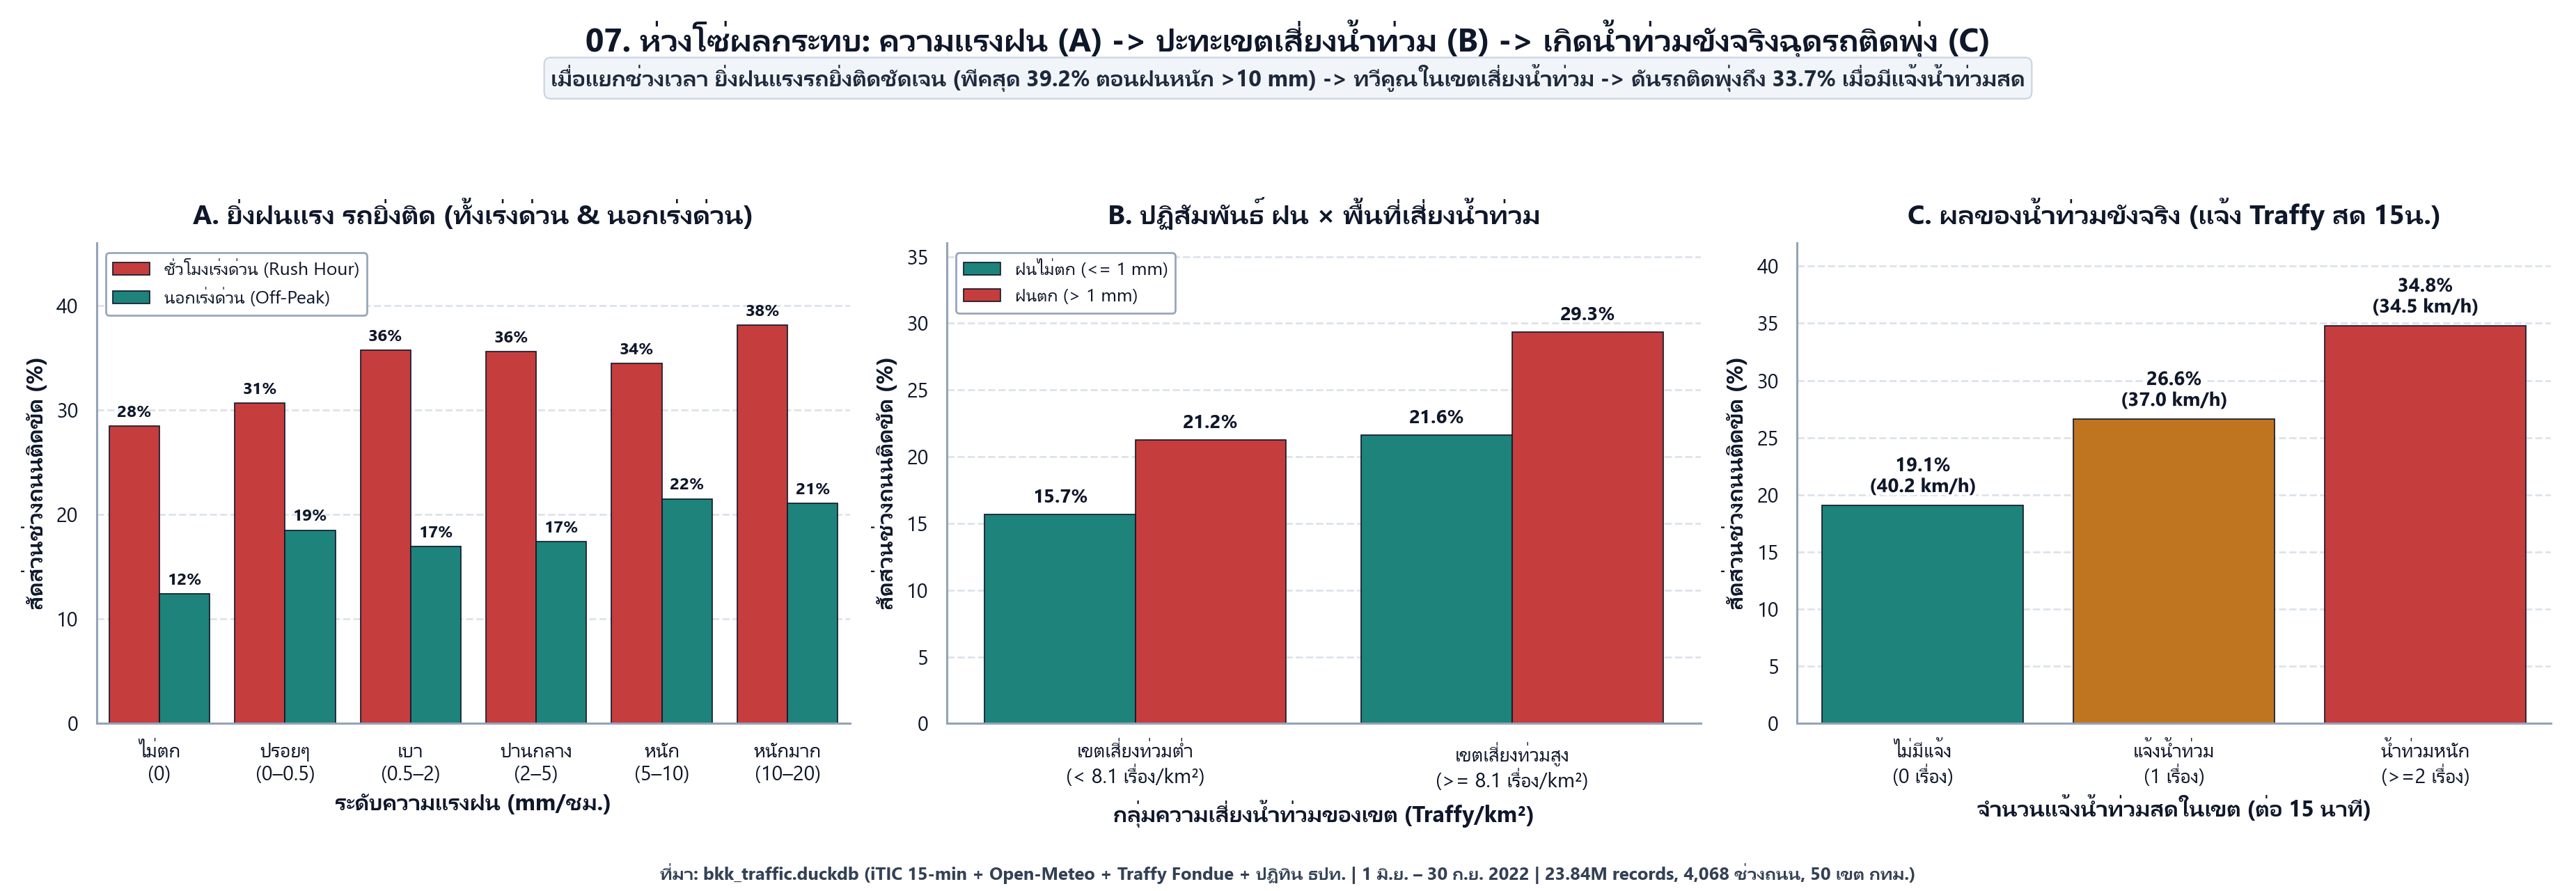 07. ห่วงโซ่ผลกระทบ: ความแรงฝน (A) -> ปะทะเขตเสี่ยงน้ำท่วม (B) -> เกิดน้ำท่วมขังจริงฉุดรถติดพุ่ง (C)
เมื่อแยกช่วงเวลา ยิ่งฝนแรงรถยิ่งติดชัดเจน (พีคสุด 39.2% ตอนฝนหนัก >10 mm) -> ทวีคูณในเขตเสี่ยงน้ำท่วม -> ดันรถติดพุ่งถึง 33.7% เมื่อมีแจ้งน้ำท่วมสด
A. ยิ่งฝนแรง รถยิ่งติด (ทั้งเร่งด่วน & นอกเร่งด่วน)
ชั่วโมงเร่งด่วน (Rush Hour)
นอกเร่งด่วน (Off-Peak)
สัดส่วนช่วงถนนติดขัด (%)
40
30
20
10
0
28%
12%
31%
19%
36%
17%
36%
17%
34%
22%
38%
21%
ไม่ตก
(0)
ปรอยๆ
(0–0.5)
เบา
(0.5–2)
ปานกลาง
(2–5)
หนัก
(5–10)
หนักมาก
(10–20)
ระดับความแรงฝน (mm/ชม.)
B. ปฏิสัมพันธ์ ฝน × พื้นที่เสี่ยงน้ำท่วม
ฝนไม่ตก (<= 1 mm)
ฝนตก (> 1 mm)
สัดส่วนช่วงถนนติดขัด (%)
35
30
25
20
15
10
5
0
15.7%
21.2%
21.6%
29.3%
เขตเสี่ยงท่วมต่ำ
(< 8.1 เรื่อง/km²)
เขตเสี่ยงท่วมสูง
(>= 8.1 เรื่อง/km²)
กลุ่มความเสี่ยงน้ำท่วมของเขต (Traffy/km²)
C. ผลของน้ำท่วมขังจริง (แจ้ง Traffy สด 15น.)
สัดส่วนช่วงถนนติดขัด (%)
40
35
30
25
20
15
10
5
0
19.1%
(40.2 km/h)
26.6%
(37.0 km/h)
34.8%
(34.5 km/h)
ไม่มีแจ้ง
(0 เรื่อง)
แจ้งน้ำท่วม
(1 เรื่อง)
น้ำท่วมหนัก
(>=2 เรื่อง)
จำนวนแจ้งน้ำท่วมสดในเขต (ต่อ 15 นาที)
ที่มา: bkk_traffic.duckdb (iTIC 15-min + Open-Meteo + Traffy Fondue + ปฏิทิน ธปท. | 1 มิ.ย. – 30 ก.ย. 2022 | 23.84M records, 4,068 ช่วงถนน, 50 เขต กทม.)